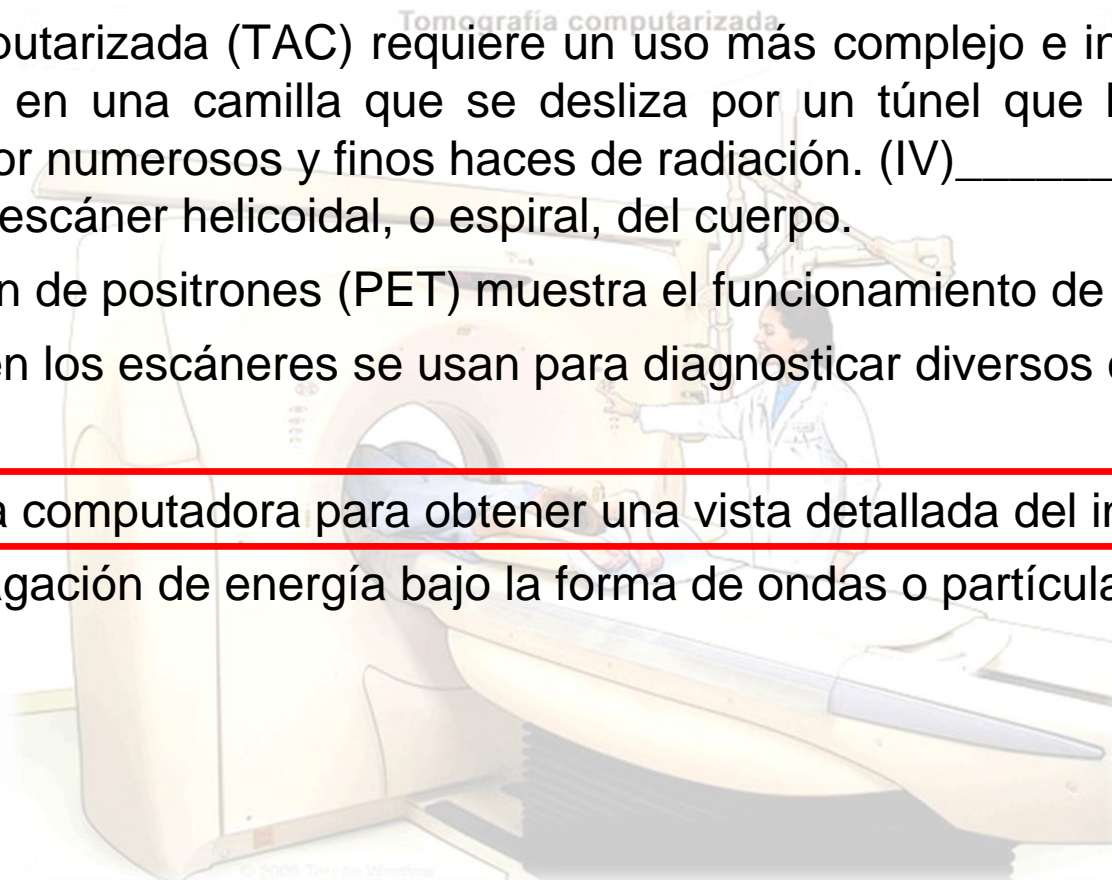 Tomografía computarizada
outarizada (TAC) requiere un uso más complejo e in
en una camilla que se desliza por un túnel que
or numerosos y finos haces de radiación. (IV)______
escáner helicoidal, o espiral, del cuerpo.
n de positrones (PET) muestra el funcionamiento de
en los escáneres se usan para diagnosticar diversos
a computadora para obtener una vista detallada del in
agación de energía bajo la forma de ondas o partícula
© 2006 Terese Winslow